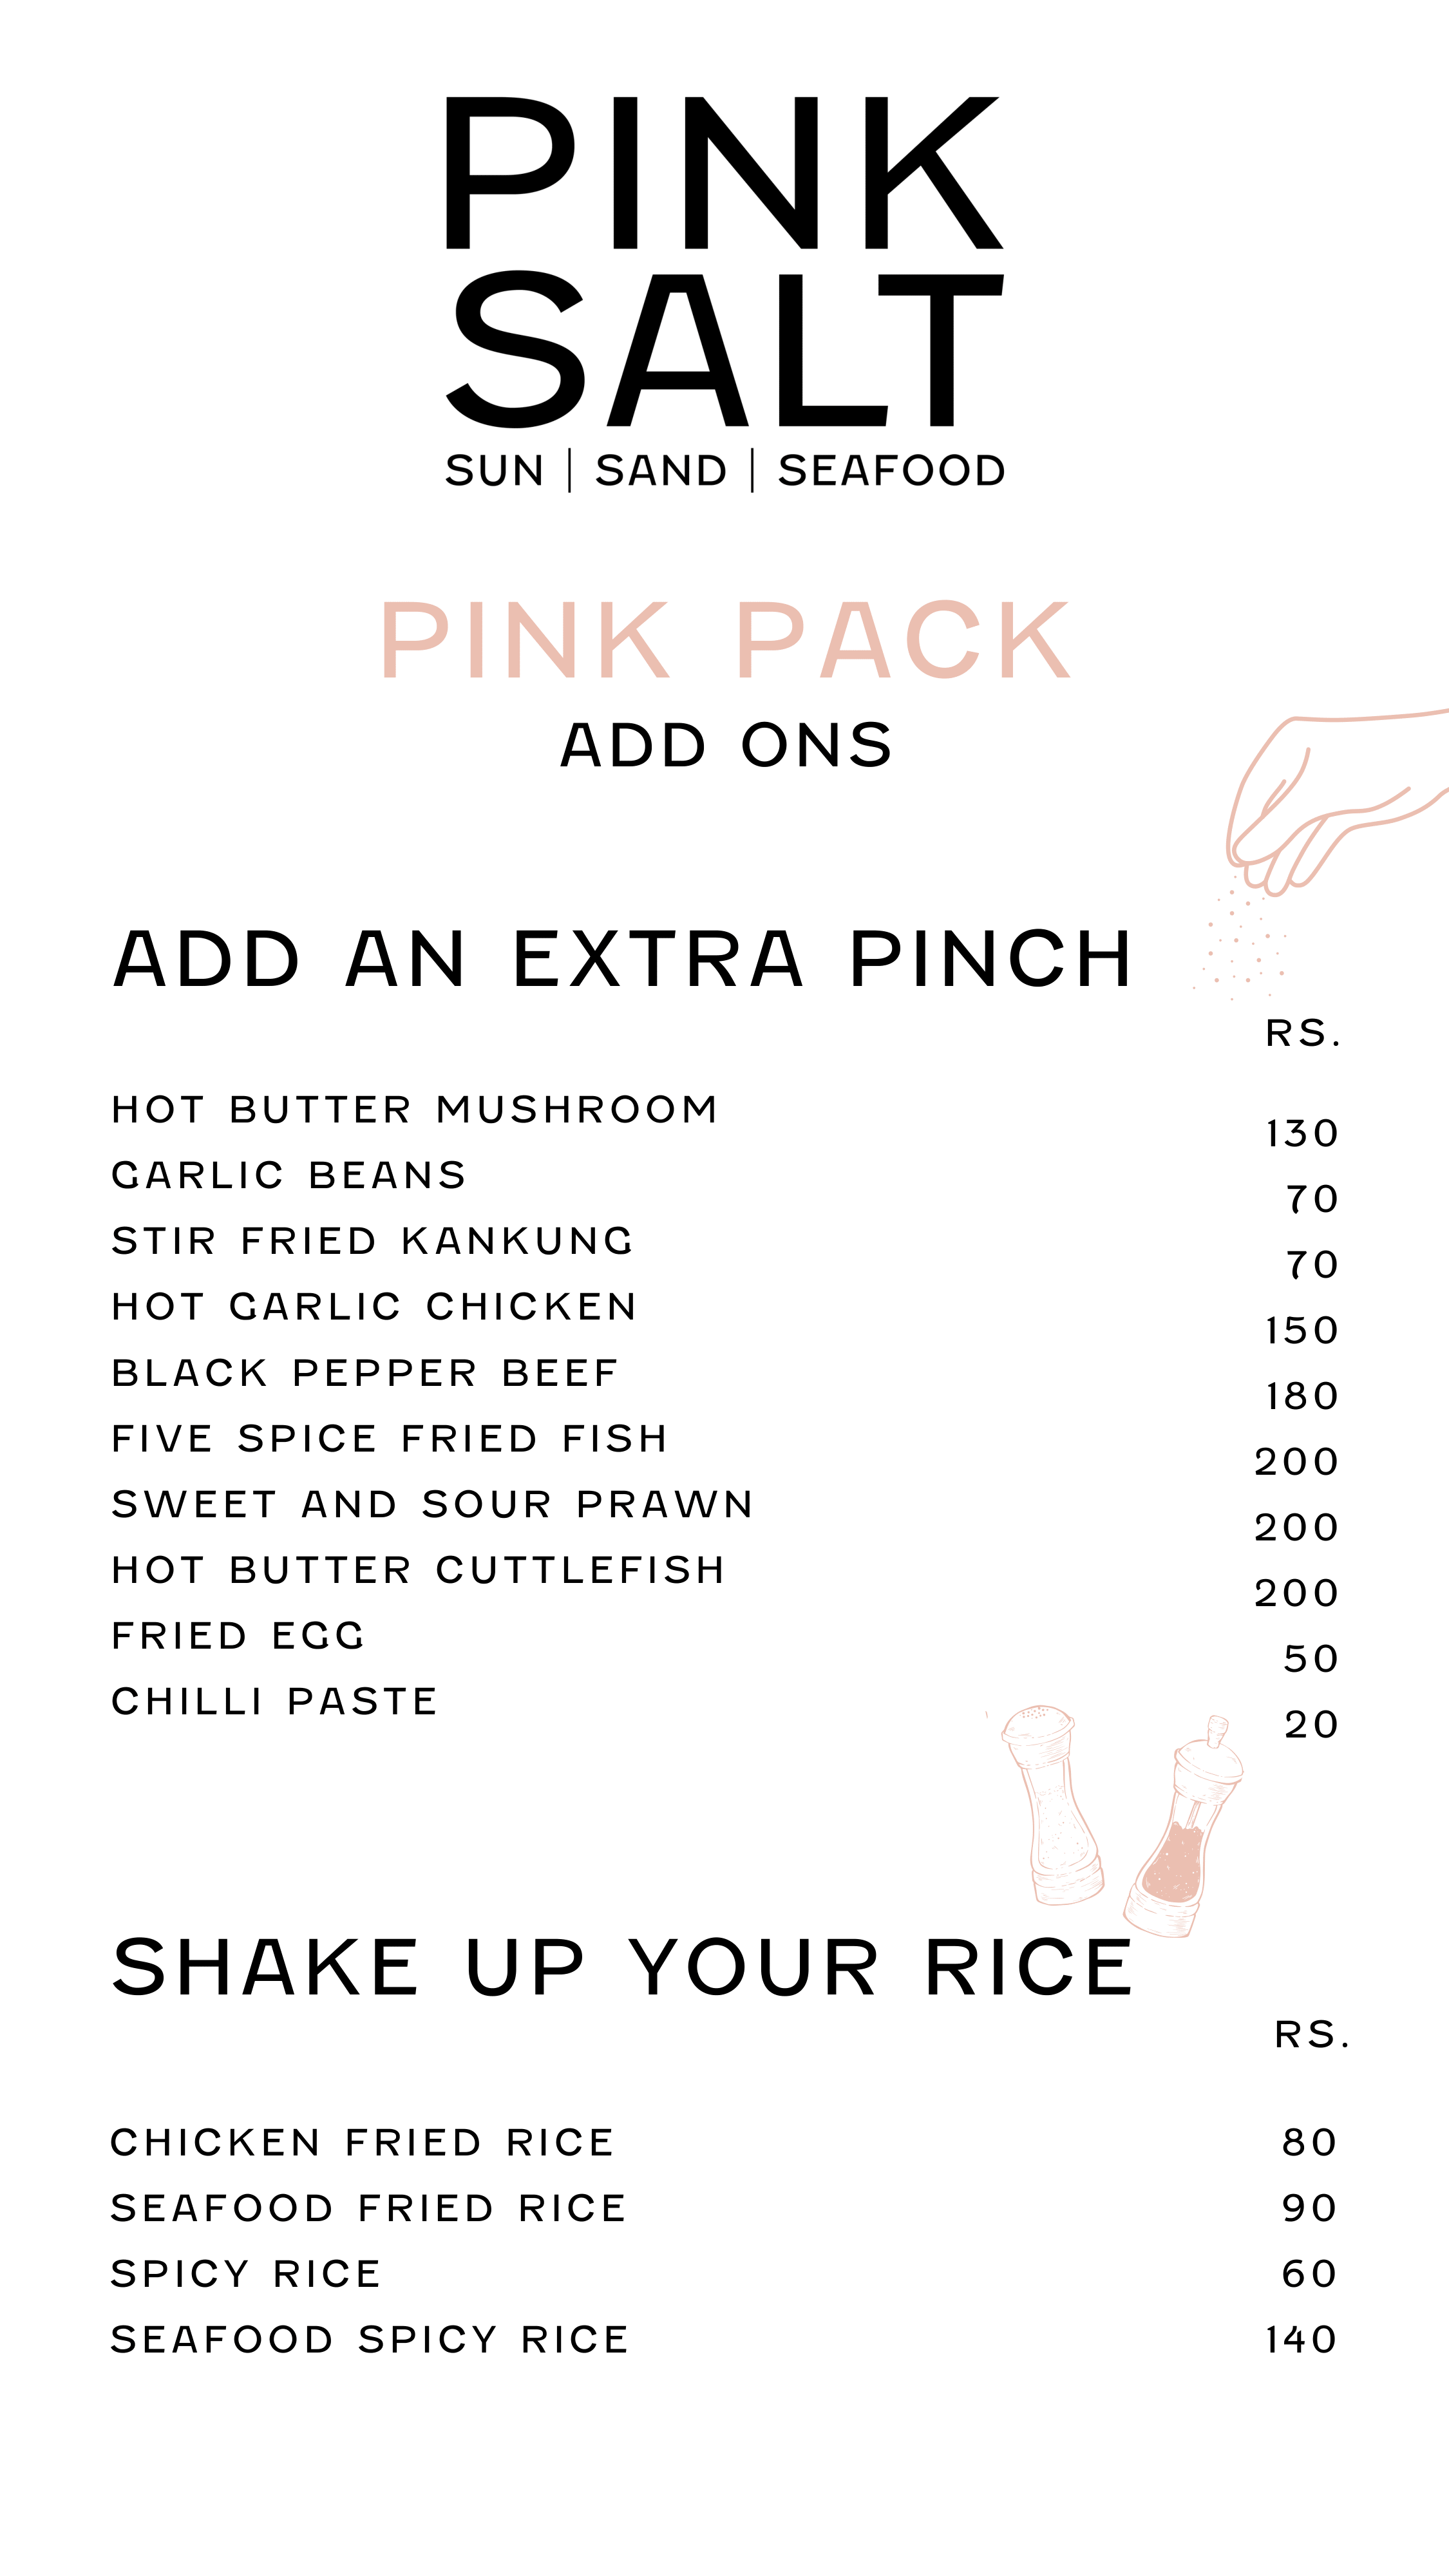 PINK
SALT
SUN | SAND | SEAFOOD
PINK PACK
ADD ONS
ADD AN EXTRA PINCH
RS.
HOT BUTTER MUSHROOM 130
GARLIC BEANS 70
STIR FRIED KANKUNG 70
HOT GARLIC CHICKEN 150
BLACK PEPPER BEEF 180
FIVE SPICE FRIED FISH 200
SWEET AND SOUR PRAWN 200
HOT BUTTER CUTTLEFISH 200
FRIED EGG 50
CHILLI PASTE 20
SHAKE UP YOUR RICE
RS.
CHICKEN FRIED RICE 80
SEAFOOD FRIED RICE 90
SPICY RICE 60
SEAFOOD SPICY RICE 140